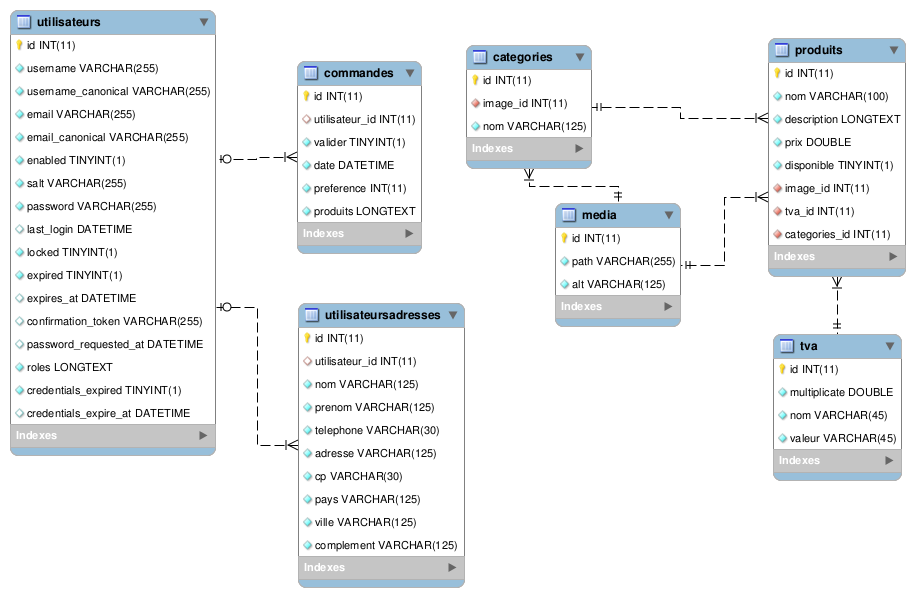 utilisateurs
id INT(11)
username VARCHAR(255)
username_canonical VARCHAR(255)
email VARCHAR(255)
email_canonical VARCHAR(255)
enabled TINYINT(1)
salt VARCHAR(255)
password VARCHAR(255)
last_login DATETIME
locked TINYINT(1)
expired TINYINT(1)
expires_at DATETIME
confirmation_token VARCHAR(255)
password_requested_at DATETIME
roles LONGTEXT
credentials_expired TINYINT(1)
credentials_expire_at DATETIME
Indexes
commandes
id INT(11)
utilisateur_id INT(11)
valider TINYINT(1)
date DATETIME
preference INT(11)
produits LONGTEXT
Indexes
utilisateursadresses
id INT(11)
utilisateur_id INT(11)
nom VARCHAR(125)
prenom VARCHAR(125)
telephone VARCHAR(30)
adresse VARCHAR(125)
cp VARCHAR(30)
pays VARCHAR(125)
ville VARCHAR(125)
complement VARCHAR(125)
Indexes
categories
id INT(11)
image_id INT(11)
nom VARCHAR(125)
Indexes
media
id INT(11)
path VARCHAR(255)
alt VARCHAR(125)
Indexes
produits
id INT(11)
nom VARCHAR(100)
description LONGTEXT
prix DOUBLE
disponible TINYINT(1)
image_id INT(11)
tva_id INT(11)
categories_id INT(11)
Indexes
tva
id INT(11)
multiplicate DOUBLE
nom VARCHAR(45)
valeur VARCHAR(45)
Indexes